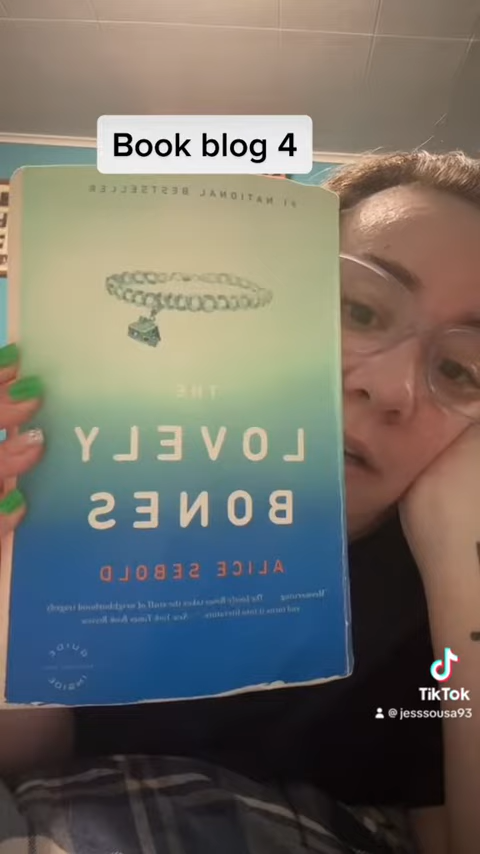 Book blog 4
#1 NATIONAL BESTSELLER
THE
LOVELY
BONES
ALICE SEBOLD
The Lovely Bones takes the stuff of neighborhood tragedy
and turns it into literature. New York Times Book Review
GUIDE
INSIDE
TikTok
@jesssousa93